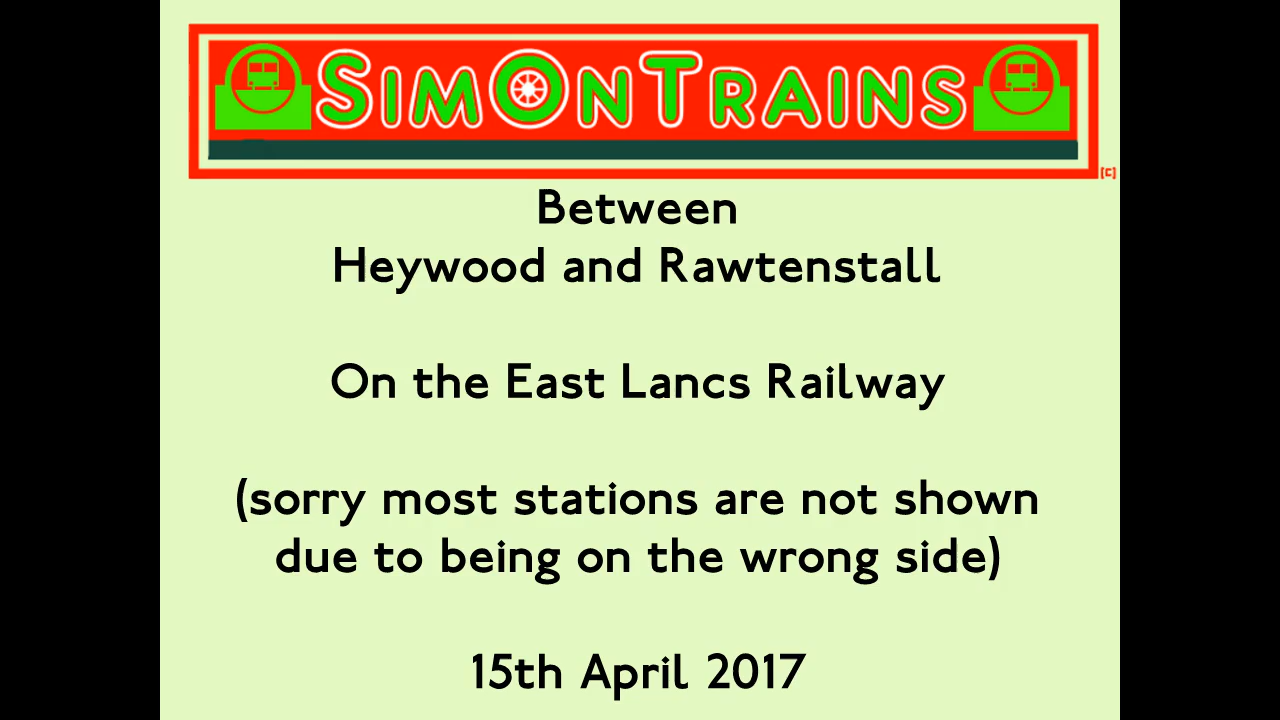 SIMONTRAINS
(C)
Between
Heywood and Rawtenstall
On the East Lancs Railway
(sorry most stations are not shown
due to being on the wrong side)
15th April 2017